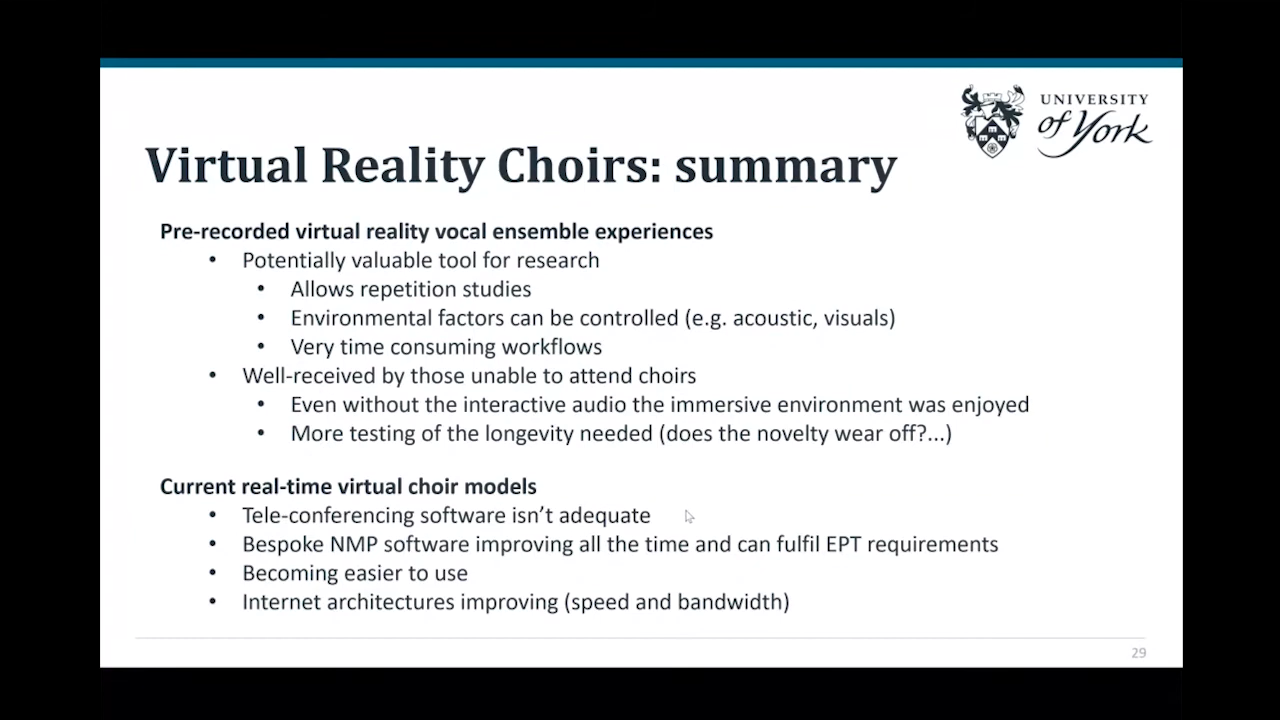 UNIVERSITY
of York
Virtual Reality Choirs: summary
Pre-recorded virtual reality vocal ensemble experiences
• Potentially valuable tool for research
• Allows repetition studies
• Environmental factors can be controlled (e.g. acoustic, visuals)
• Very time consuming workflows
• Well-received by those unable to attend choirs
• Even without the interactive audio the immersive environment was enjoyed
• More testing of the longevity needed (does the novelty wear off?...)
Current real-time virtual choir models
• Tele-conferencing software isn’t adequate
• Bespoke NMP software improving all the time and can fulfil EPT requirements
• Becoming easier to use
• Internet architectures improving (speed and bandwidth)
29